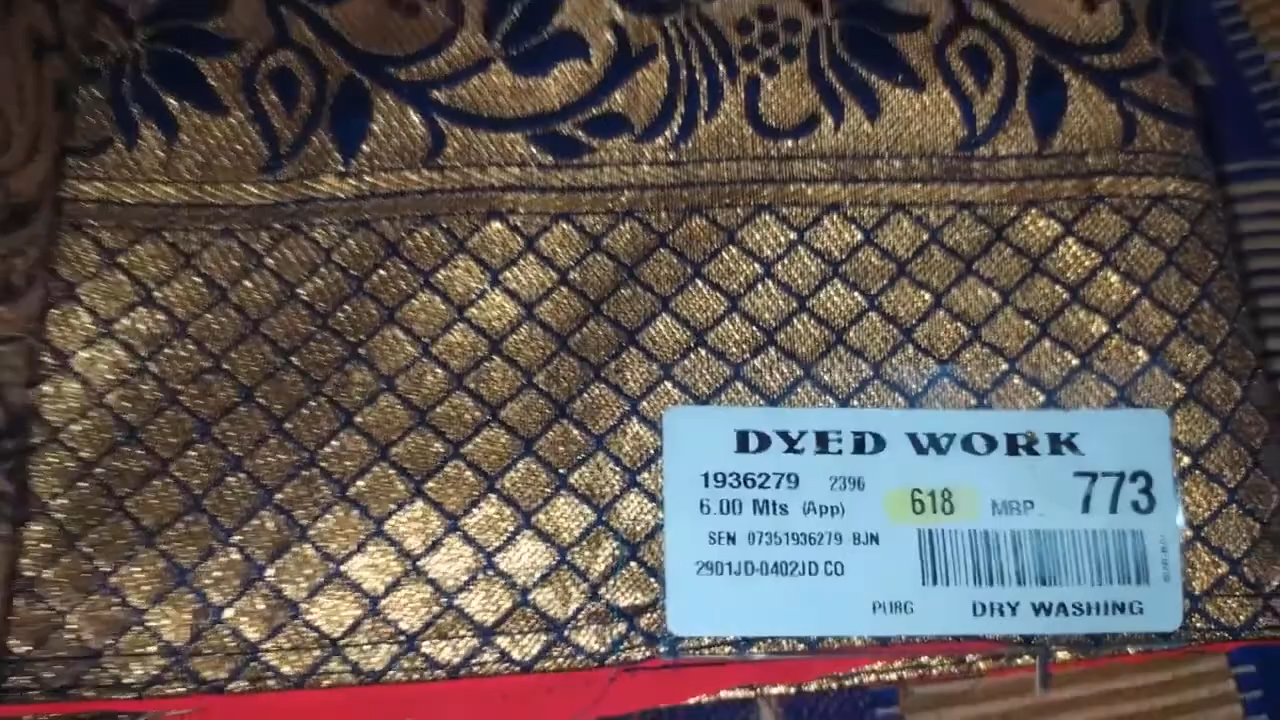 DYED WORK
1936279 2396
6.00 Mts (App) 618 MRP 773
SEN 07351936279 BJN
2901JD-0402JD CO
DRY WASHING